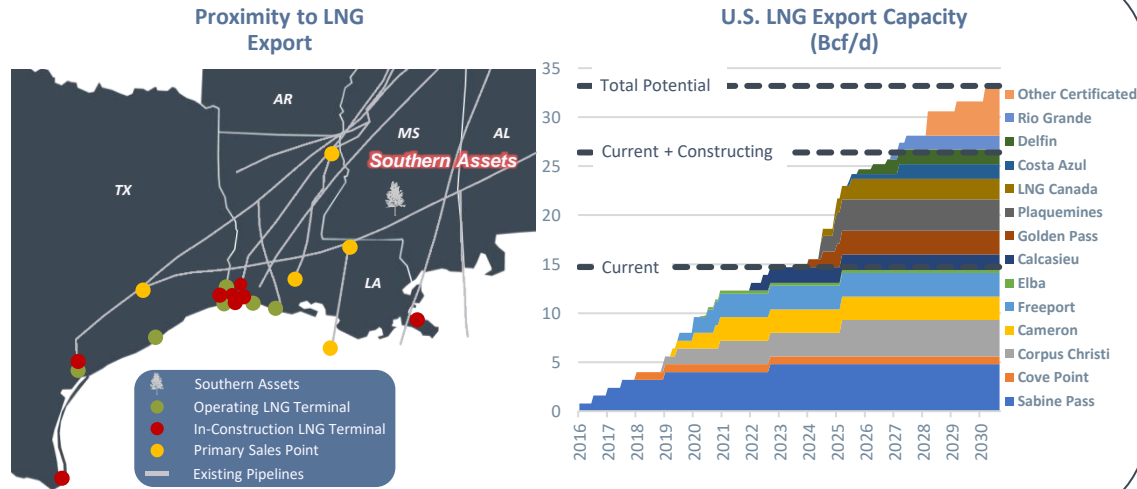 Proximity to LNG
Export
AR
MS
AL
Southern Assets
TX
LA
Southern Assets
Operating LNG Terminal
In-Construction LNG Terminal
Primary Sales Point
Existing Pipelines
U.S. LNG Export Capacity
(Bcf/d)
35
30
25
20
15
10
5
0
Total Potential
Current + Constructing
Current
Other Certificated
Rio Grande
Delfin
Costa Azul
LNG Canada
Plaquemines
Golden Pass
Calcasieu
Elba
Freeport
Cameron
Corpus Christi
Cove Point
Sabine Pass
2016
2017
2018
2019
2020
2021
2022
2023
2024
2025
2026
2027
2028
2029
2030